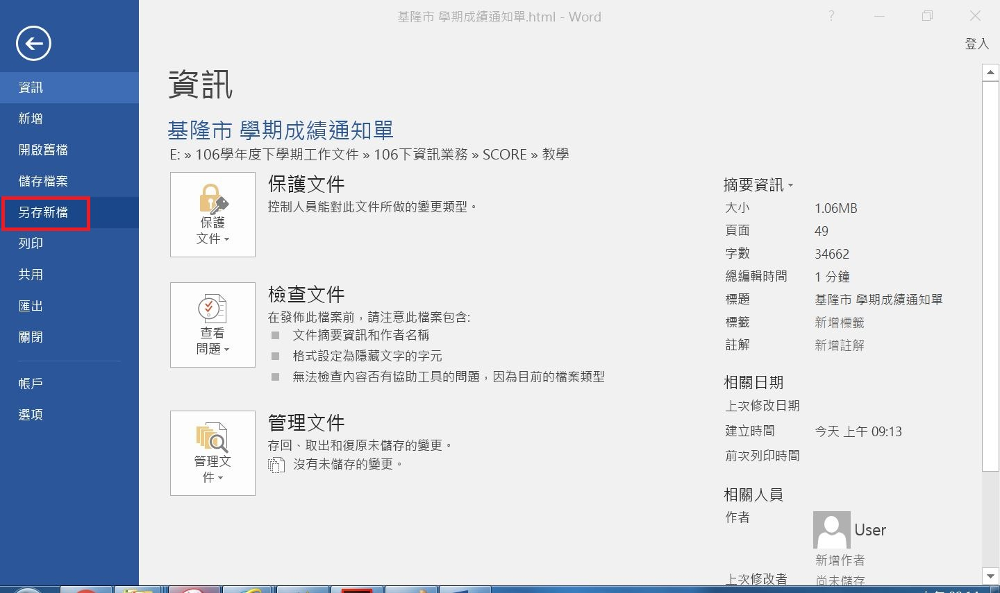 基隆市 學期成績通知單.html - Word
?
登入
資訊
新增
開啟舊檔
儲存檔案
另存新檔
列印
共用
匯出
關閉
帳戶
選項
資訊
基隆市 學期成績通知單
E: » 106學年度下學期工作文件 » 106下資訊業務 » SCORE » 教學
保護
文件
保護文件
控制人員能對此文件所做的變更類型。
查看
問題
檢查文件
在發佈此檔案前，請注意此檔案包含:
文件摘要資訊和作者名稱
格式設定為隱藏文字的字元
無法檢查內容否有協助工具的問題，因為目前的檔案類型
管理文
件
管理文件
存回、取出和復原未儲存的變更。
沒有未儲存的變更。
摘要資訊
大小 1.06MB
頁面 49
字數 34662
總編輯時間 1 分鐘
標題 基隆市 學期成績通知單
標籤 新增標籤
註解 新增註解
相關日期
上次修改日期
建立時間 今天 上午 09:13
前次列印時間
相關人員
作者 User
新增作者
上次修改者 尚未儲存